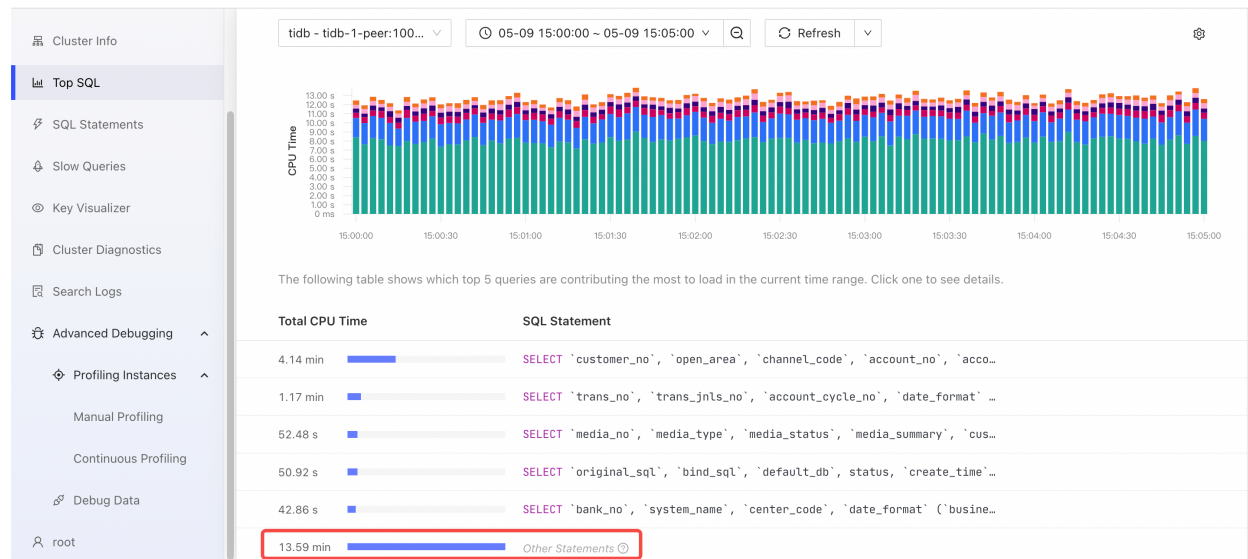 Cluster Info
Top SQL
SQL Statements
Slow Queries
Key Visualizer
Cluster Diagnostics
Search Logs
Advanced Debugging
Profiling Instances
Manual Profiling
Continuous Profiling
Debug Data
root
tidb - tidb-1-peer:100...
05-09 15:00:00 ~ 05-09 15:05:00
Refresh
CPU Time
13.00 s
12.00 s
11.00 s
10.00 s
9.00 s
8.00 s
7.00 s
6.00 s
5.00 s
4.00 s
3.00 s
2.00 s
1.00 s
0 ms
15:00:00 15:00:30 15:01:00 15:01:30 15:02:00 15:02:30 15:03:00 15:03:30 15:04:00 15:04:30 15:05:00
The following table shows which top 5 queries are contributing the most to load in the current time range. Click one to see details.
Total CPU Time SQL Statement
4.14 min SELECT `customer_no`, `open_area`, `channel_code`, `account_no`, `acco…
1.17 min SELECT `trans_no`, `trans_jnls_no`, `account_cycle_no`, `date_format` …
52.48 s SELECT `media_no`, `media_type`, `media_status`, `media_summary`, `cus…
50.92 s SELECT `original_sql`, `bind_sql`, `default_db`, status, `create_time`…
42.86 s SELECT `bank_no`, `system_name`, `center_code`, `date_format` (`busine…
13.59 min Other Statements